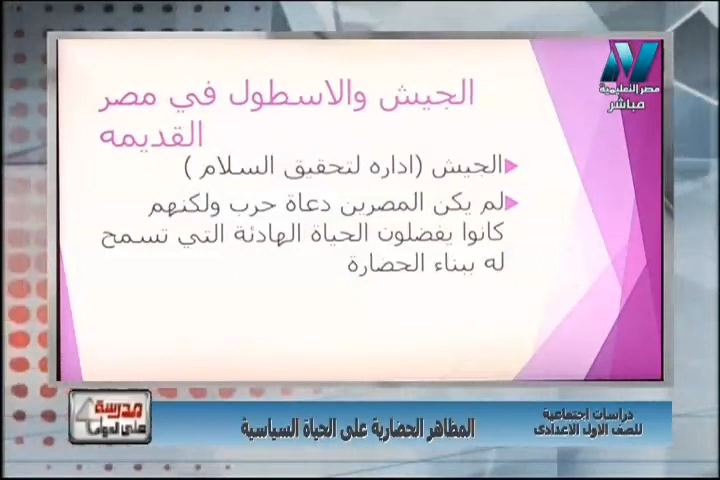 الجيش والاسطول في مصر
القديمه
الجيش (اداره لتحقيق السلام )
لم يكن المصرين دعاة حرب ولكنهم
كانوا يفضلون الحياة الهادئة التي تسمح
له ببناء الحضارة
مصر التعليمية
مباشر
مدرسة
على الهواء
المظاهر الحضارية على الحياة السياسية
دراسات اجتماعية
للصف الاول الاعدادى